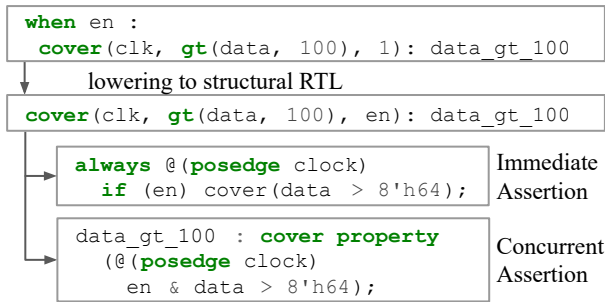 when en :
cover(clk, gt(data, 100), 1): data_gt_100
lowering to structural RTL
cover(clk, gt(data, 100), en): data_gt_100
always @(posedge clock)
if (en) cover(data > 8'h64);
Immediate
Assertion
data_gt_100 : cover property
(@(posedge clock)
en & data > 8'h64);
Concurrent
Assertion